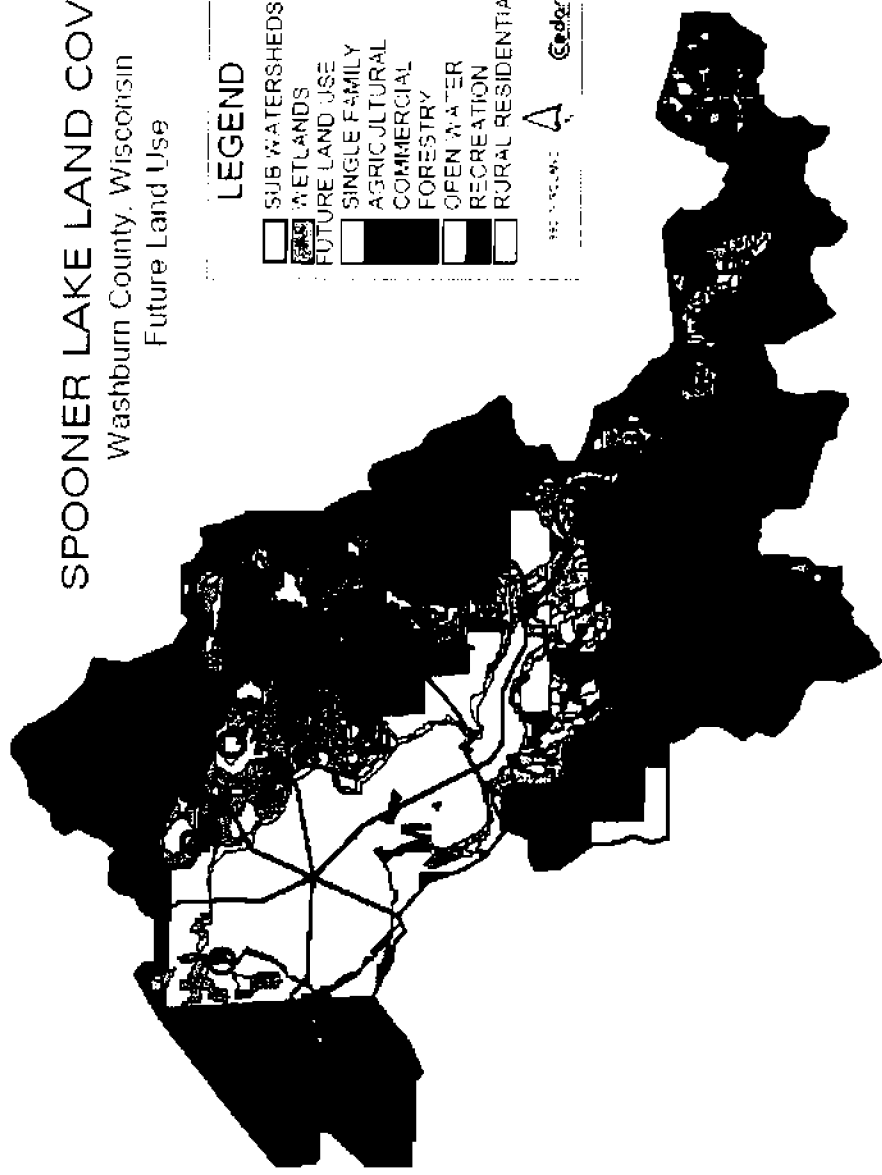 SPOONER LAKE LAND COV
Washburn County, Wisconsin
Future Land Use
LEGEND
SUB WATERSHEDS
WETLANDS
FUTURE LAND USE
SINGLE FAMILY
AGRICULTURAL
COMMERCIAL
FORESTRY
OPEN WATER
RECREATION
RURAL RESIDENTIA
Cedar